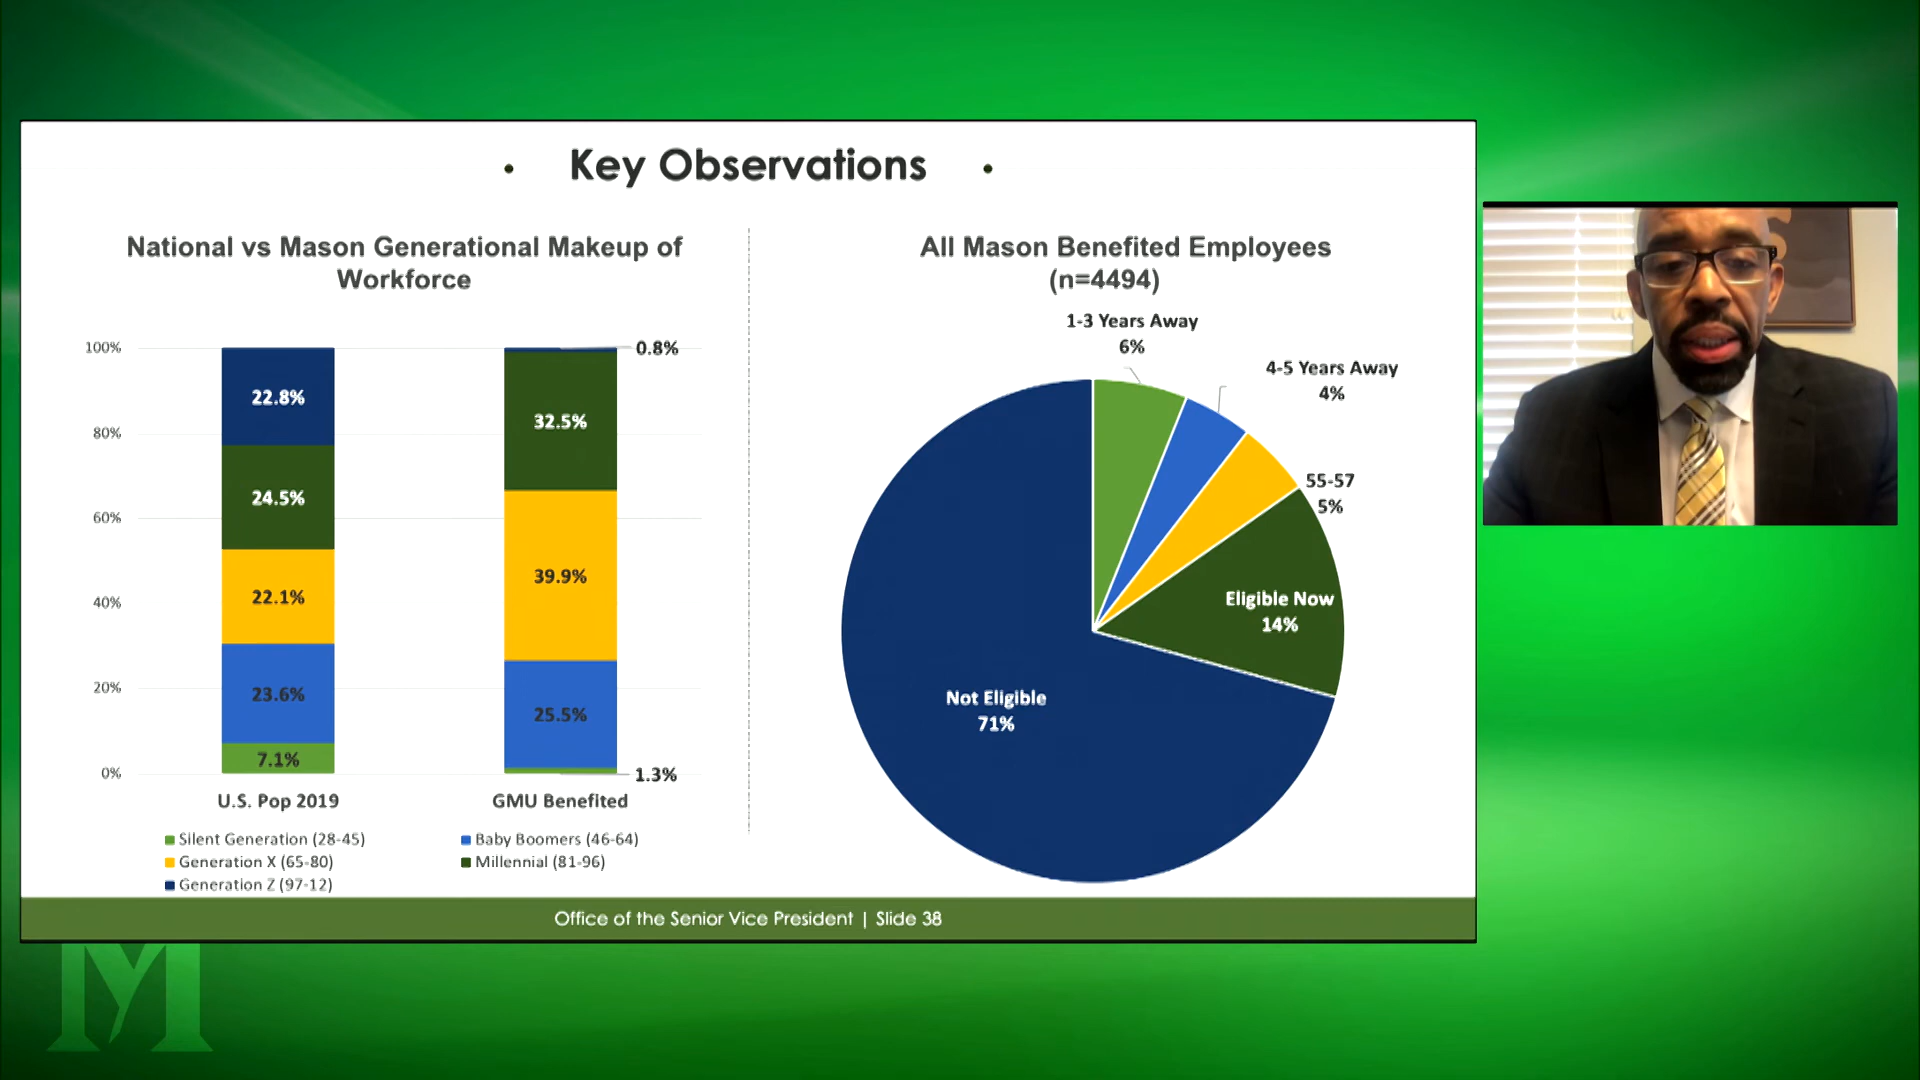 Key Observations
National vs Mason Generational Makeup of
Workforce
100%
80%
60%
40%
20%
0%
22.8%
24.5%
22.1%
23.6%
7.1%
0.8%
32.5%
39.9%
25.5%
1.3%
U.S. Pop 2019
GMU Benefited
Silent Generation (28-45)
Baby Boomers (46-64)
Generation X (65-80)
Millennial (81-96)
Generation Z (97-12)
All Mason Benefited Employees
(n=4494)
1-3 Years Away
6%
4-5 Years Away
4%
55-57
5%
Eligible Now
14%
Not Eligible
71%
Office of the Senior Vice President | Slide 38
M